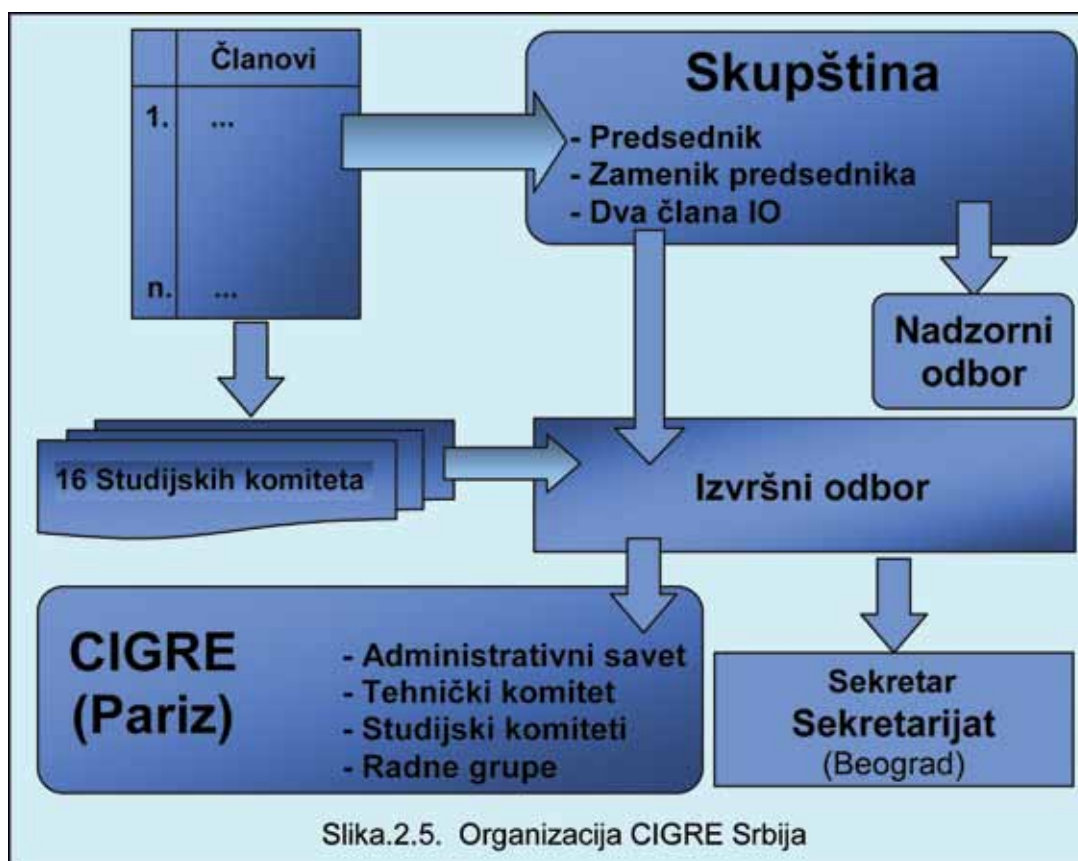 Članovi
1. ...
n. ...
Skupština
- Predsednik
- Zamenik predsednika
- Dva člana IO
Nadzorni
odbor
16 Studijskih komiteta
Izvršni odbor
CIGRE
(Pariz)
- Administrativni savet
- Tehnički komitet
- Studijski komiteti
- Radne grupe
Sekretar
Sekretarijat
(Beograd)
Slika.2.5. Organizacija CIGRE Srbija